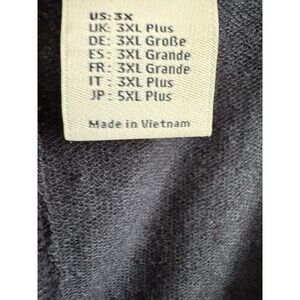 US: 3X
UK: 3XL Plus
DE: 3XL Große
ES : 3XL Grande
FR : 3XL Grande
IT : 3XL Plus
JP : 5XL Plus
Made in Vietnam